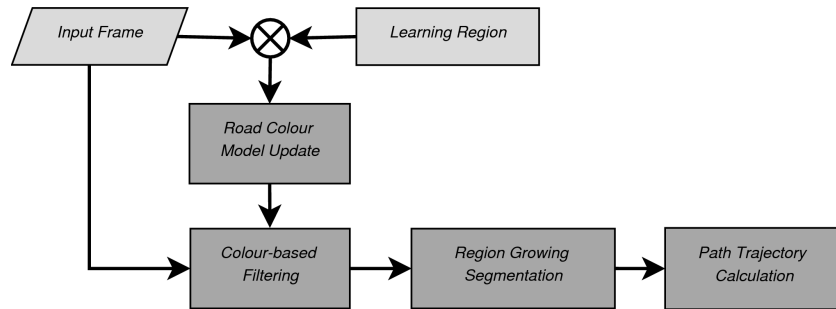 Input Frame
Learning Region
Road Colour
Model Update
Colour-based
Filtering
Region Growing
Segmentation
Path Trajectory
Calculation